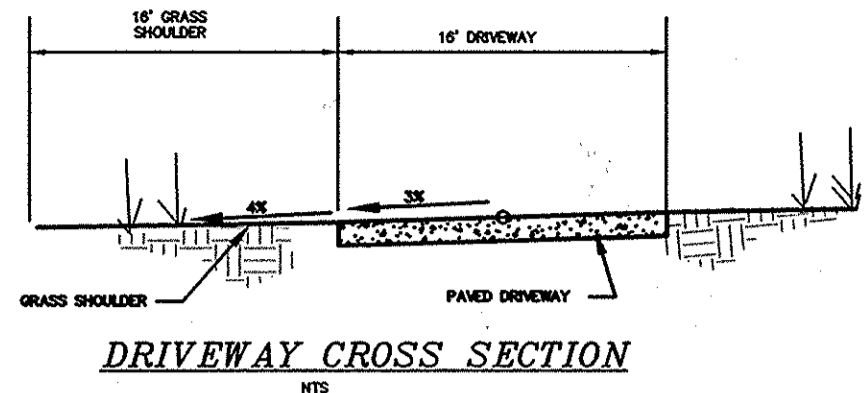 16' GRASS
SHOULDER
16' DRIVEWAY
4%
3%
GRASS SHOULDER
PAVED DRIVEWAY
DRIVEWAY CROSS SECTION
NTS